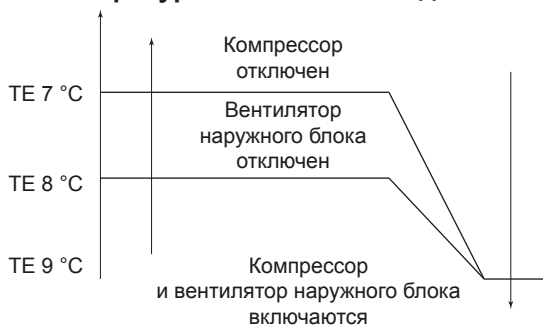 Компрессор
отключен
TE 7 °C
Вентилятор
наружного блока
отключен
TE 8 °C
TE 9 °C
Компрессор
и вентилятор наружного блока
включаются